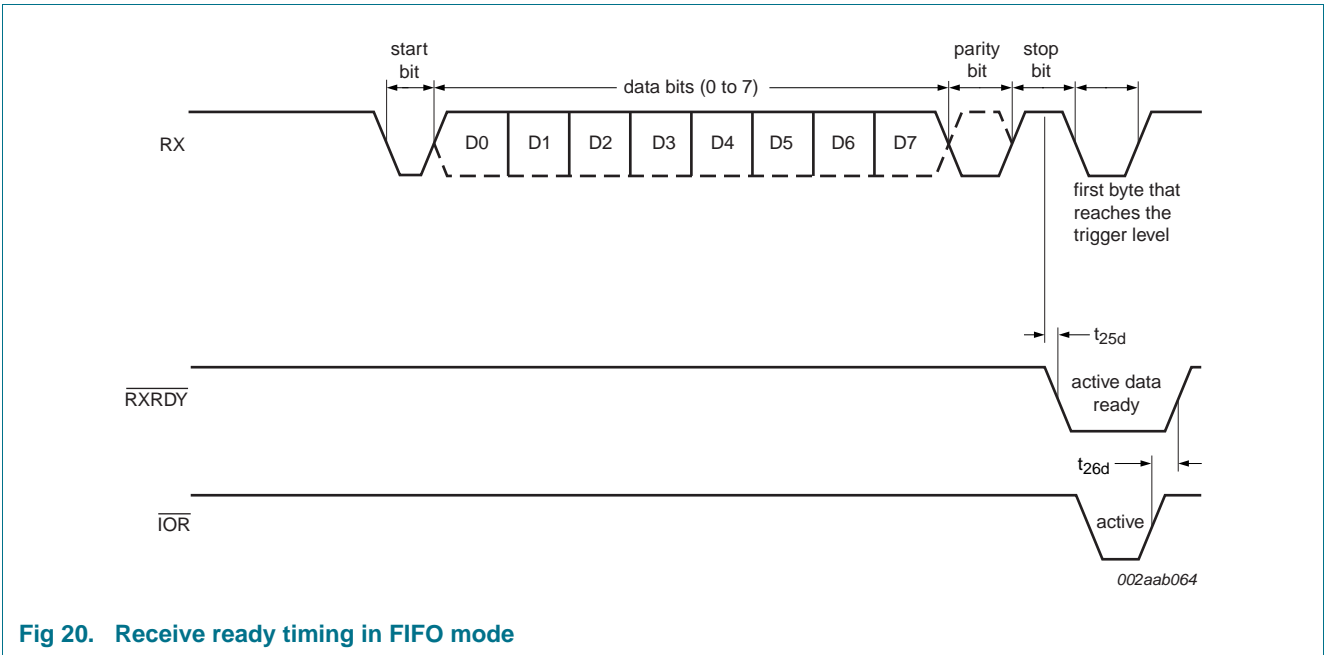 start
bit
data bits (0 to 7)
parity
bit
stop
bit
RX
D0 D1 D2 D3 D4 D5 D6 D7
first byte that
reaches the
trigger level
t25d
RXRDY
active data
ready
t26d
IOR
active
002aab064
Fig 20. Receive ready timing in FIFO mode